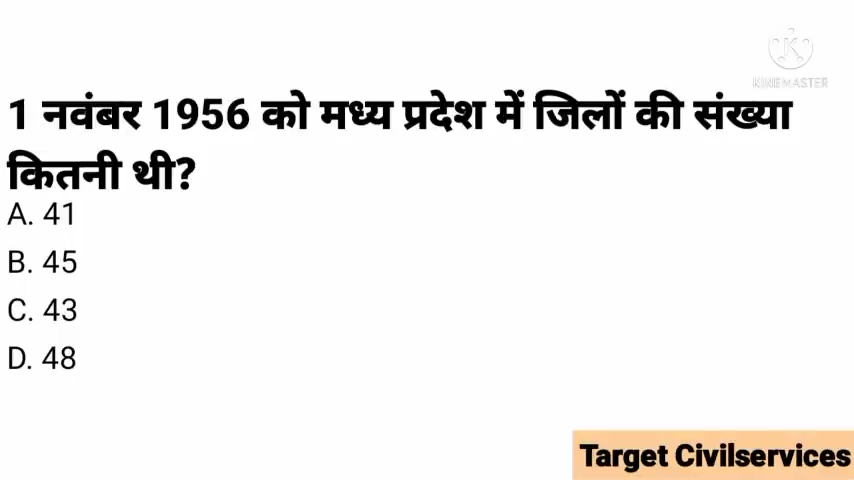 KINEMASTER
1 नवंबर 1956 को मध्य प्रदेश में जिलों की संख्या
कितनी थी?
A. 41
B. 45
C. 43
D. 48
Target Civilservices